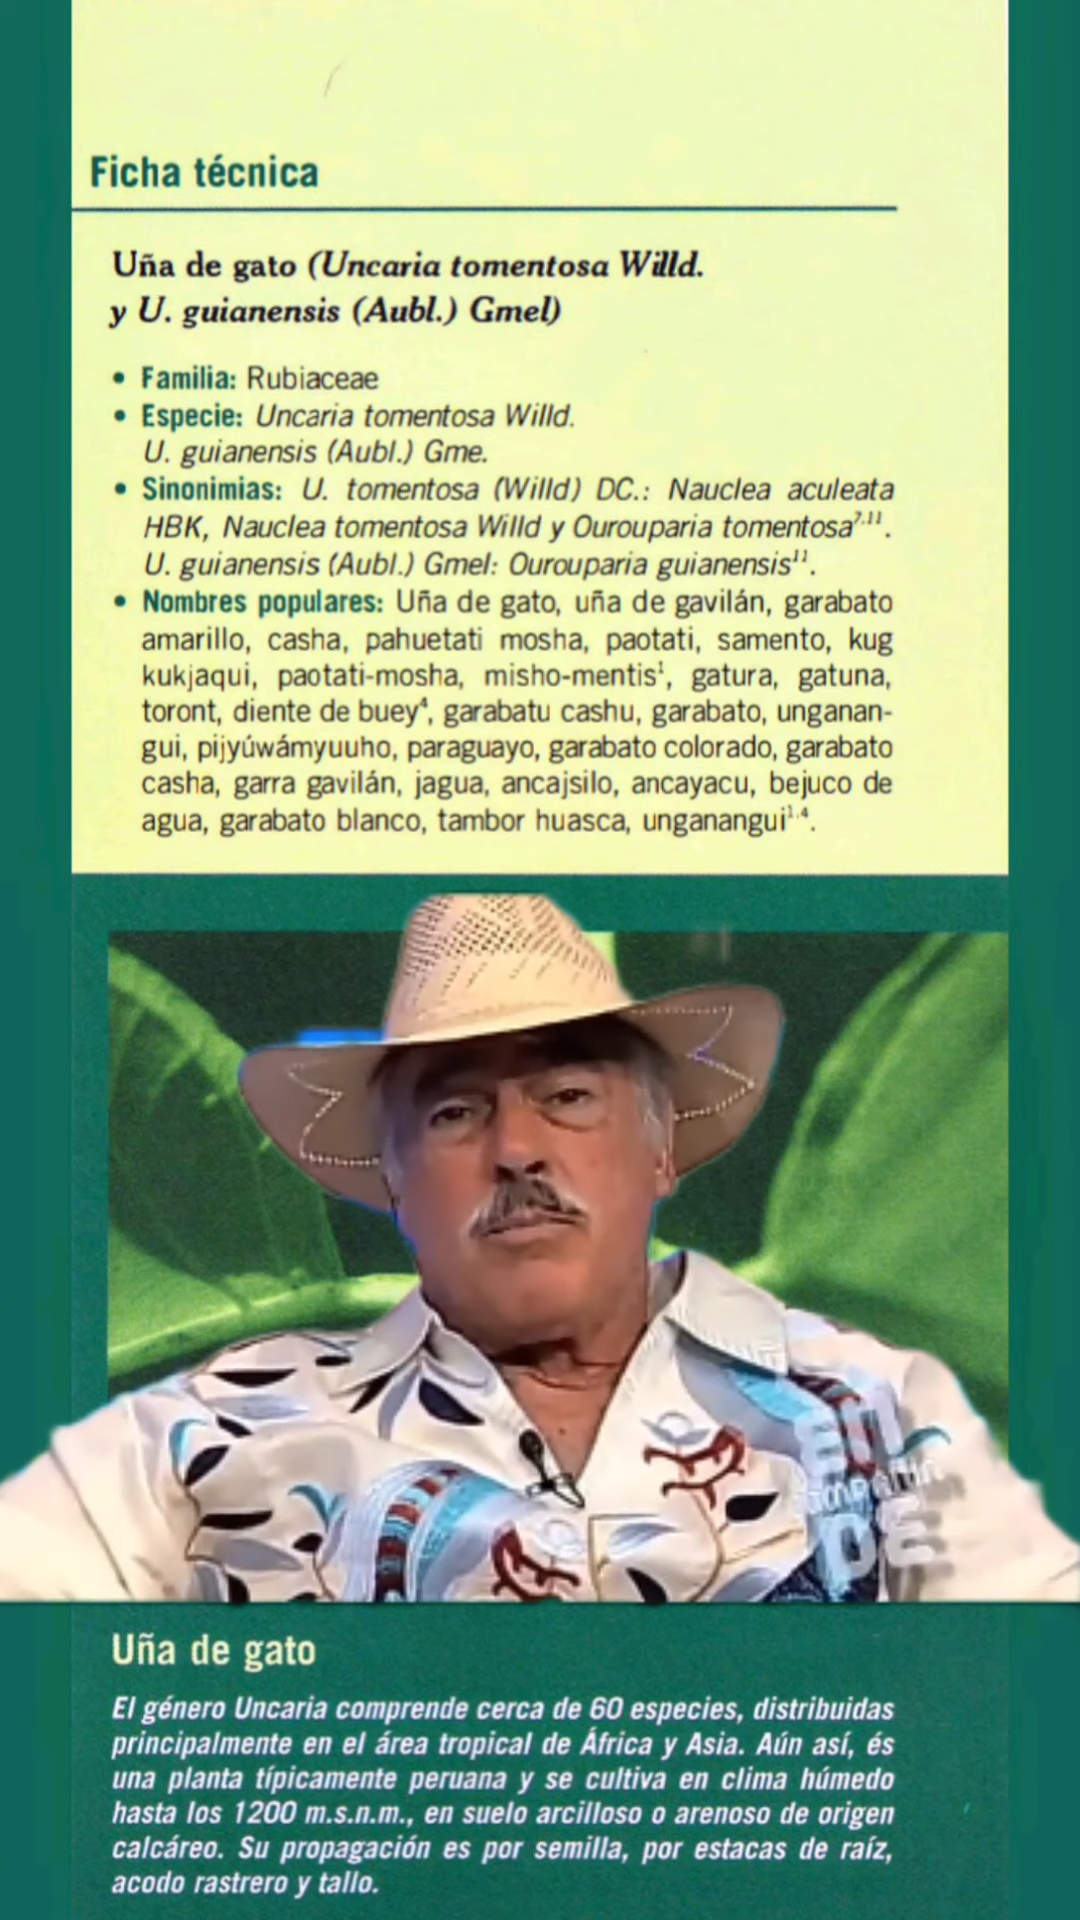 Ficha técnica
Uña de gato (Uncaria tomentosa Willd.
y U. guianensis (Aubl.) Gmel)
• Familia: Rubiaceae
• Especie: Uncaria tomentosa Willd.
U. guianensis (Aubl.) Gme.
• Sinonimias: U. tomentosa (Willd) DC.: Nauclea aculeata
HBK, Nauclea tomentosa Willd y Ourouparia tomentosa7,11.
U. guianensis (Aubl.) Gmel: Ourouparia guianensis11.
• Nombres populares: Uña de gato, uña de gavilán, garabato
amarillo, casha, pahuetati mosha, paotati, samento, kug
kukjaqui, paotati-mosha, misho-mentis1, gatura, gatuna,
toront, diente de buey4, garabatu cashu, garabato, unganan-
gui, pijyúwámyuuho, paraguayo, garabato colorado, garabato
casha, garra gavilán, jagua, ancajsilo, ancayacu, bejuco de
agua, garabato blanco, tambor huasca, unganangui1,4.
en
compañía
DE
Uña de gato
El género Uncaria comprende cerca de 60 especies, distribuidas
principalmente en el área tropical de África y Asia. Aún así, és
una planta típicamente peruana y se cultiva en clima húmedo
hasta los 1200 m.s.n.m., en suelo arcilloso o arenoso de origen
calcáreo. Su propagación es por semilla, por estacas de raíz,
acodo rastrero y tallo.